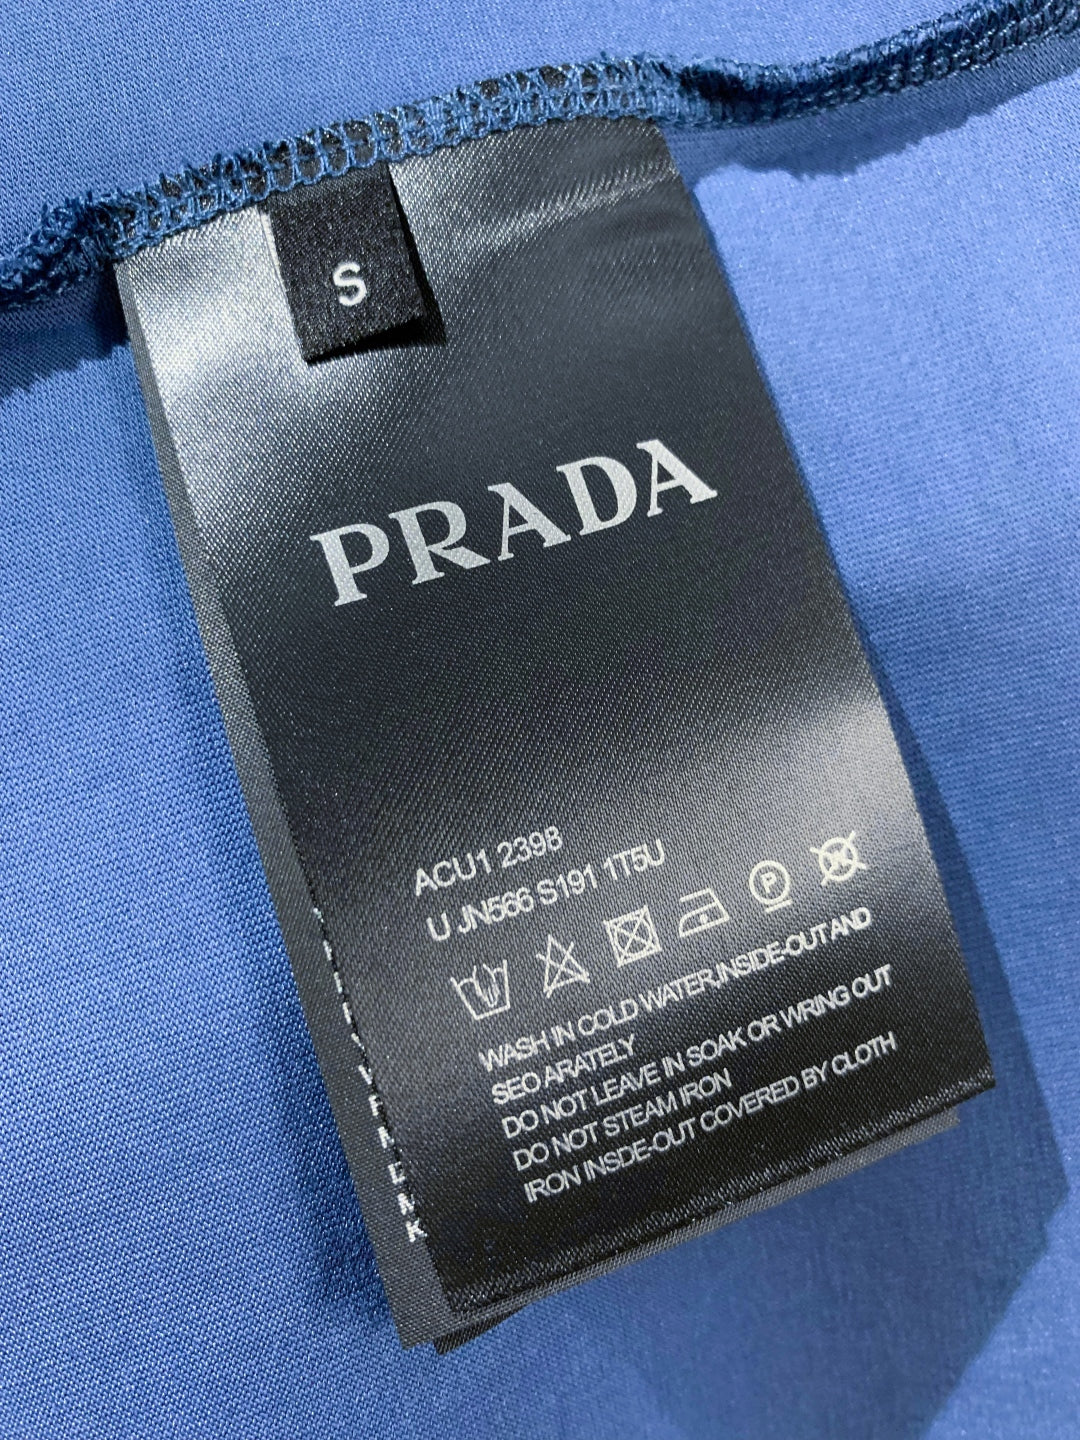 S
PRADA
ACU1 2398
U JN566 S191 1T5U
P
WASH IN COLD WATER,INSIDE-OUT AND
SEO ARATELY
DO NOT LEAVE IN SOAK OR WRING OUT
DO NOT STEAM IRON
IRON INSDE-OUT COVERED BY CLOTH